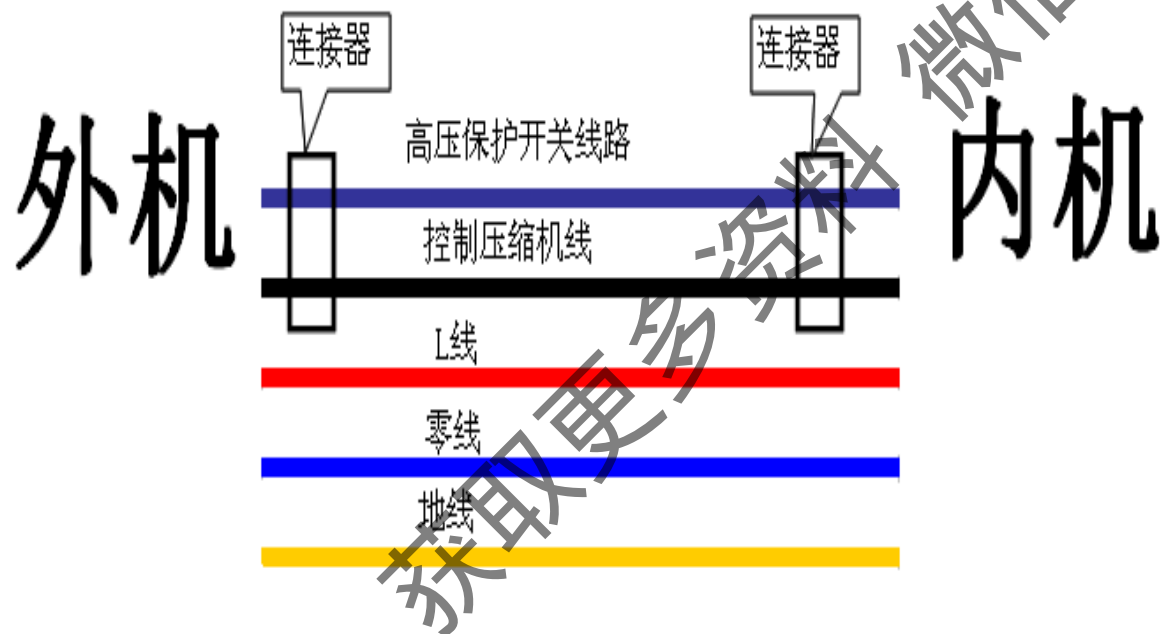 连接器
连接器
高压保护开关线路
外机
内机
控制压缩机线
L线
零线
地线
获取更多资料 微信